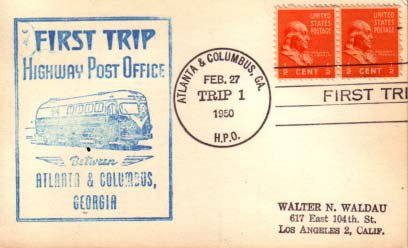 FIRST TRIP
HIGHWAY POST OFFICE
Between
ATLANTA & COLUMBUS,
GEORGIA
ATLANTA & COLUMBUS, GA.
FEB. 27
TRIP 1
1950
H.P.O.
UNITED
STATES
POSTAGE
2 CENT 2
UNITED
STATES
POSTAGE
2 CENT 2
FIRST TRI
WALTER N. WALDAU
617 East 104th. St.
LOS ANGELES 2, CALIF.